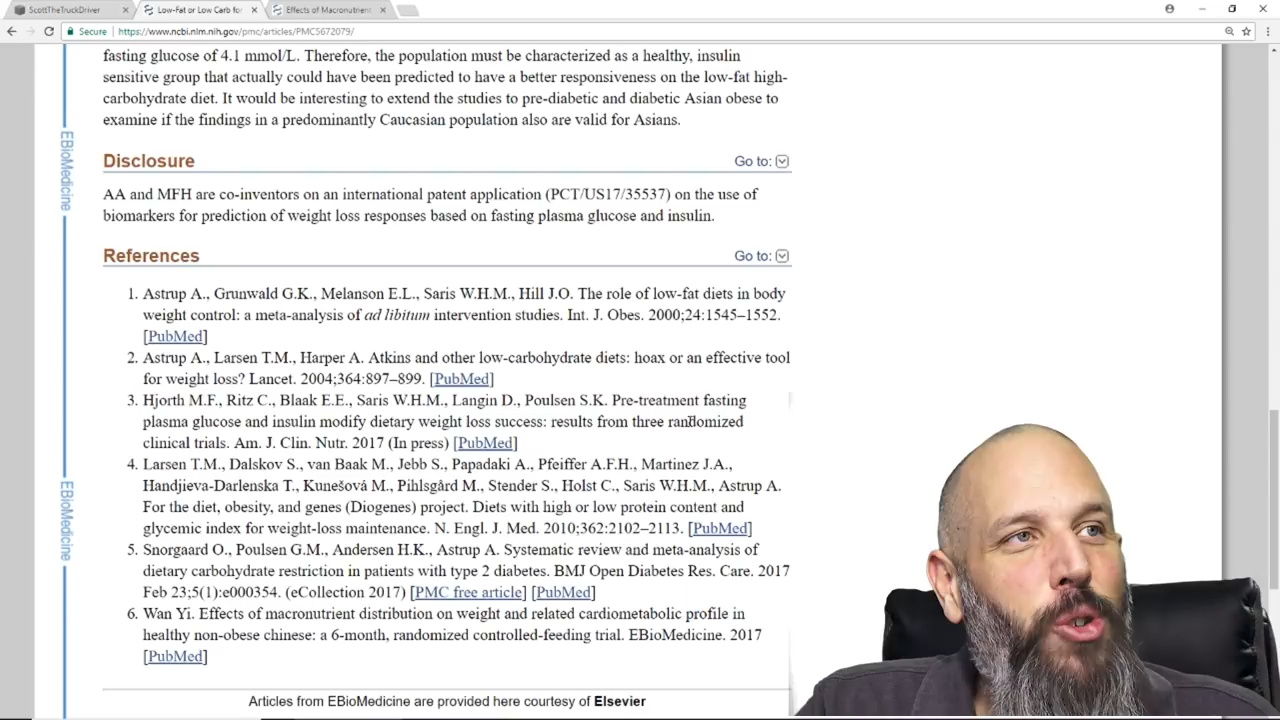 ScottTheTruckDriver
Low-Fat or Low Carb for
Effects of Macronutrient
Secure
https://www.ncbi.nlm.nih.gov/pmc/articles/PMC5672079/
fasting glucose of 4.1 mmol/L. Therefore, the population must be characterized as a healthy, insulin
sensitive group that actually could have been predicted to have a better responsiveness on the low-fat high-
carbohydrate diet. It would be interesting to extend the studies to pre-diabetic and diabetic Asian obese to
examine if the findings in a predominantly Caucasian population also are valid for Asians.
EBioMedicine
Disclosure
Go to:
AA and MFH are co-inventors on an international patent application (PCT/US17/35537) on the use of
biomarkers for prediction of weight loss responses based on fasting plasma glucose and insulin.
References
Go to:
1. Astrup A., Grunwald G.K., Melanson E.L., Saris W.H.M., Hill J.O. The role of low-fat diets in body
weight control: a meta-analysis of ad libitum intervention studies. Int. J. Obes. 2000;24:1545–1552.
[PubMed]
2. Astrup A., Larsen T.M., Harper A. Atkins and other low-carbohydrate diets: hoax or an effective tool
for weight loss? Lancet. 2004;364:897–899. [PubMed]
3. Hjorth M.F., Ritz C., Blaak E.E., Saris W.H.M., Langin D., Poulsen S.K. Pre-treatment fasting
plasma glucose and insulin modify dietary weight loss success: results from three randomized
clinical trials. Am. J. Clin. Nutr. 2017 (In press) [PubMed]
4. Larsen T.M., Dalskov S., van Baak M., Jebb S., Papadaki A., Pfeiffer A.F.H., Martinez J.A.,
Handjieva-Darlenska T., Kunešová M., Pihlsgård M., Stender S., Holst C., Saris W.H.M., Astrup A.
For the diet, obesity, and genes (Diogenes) project. Diets with high or low protein content and
glycemic index for weight-loss maintenance. N. Engl. J. Med. 2010;362:2102–2113. [PubMed]
EBioMedicine
5. Snorgaard O., Poulsen G.M., Andersen H.K., Astrup A. Systematic review and meta-analysis of
dietary carbohydrate restriction in patients with type 2 diabetes. BMJ Open Diabetes Res. Care. 2017
Feb 23;5(1):e000354. (eCollection 2017) [PMC free article] [PubMed]
6. Wan Yi. Effects of macronutrient distribution on weight and related cardiometabolic profile in
healthy non-obese chinese: a 6-month, randomized controlled-feeding trial. EBioMedicine. 2017
[PubMed]
Articles from EBioMedicine are provided here courtesy of Elsevier